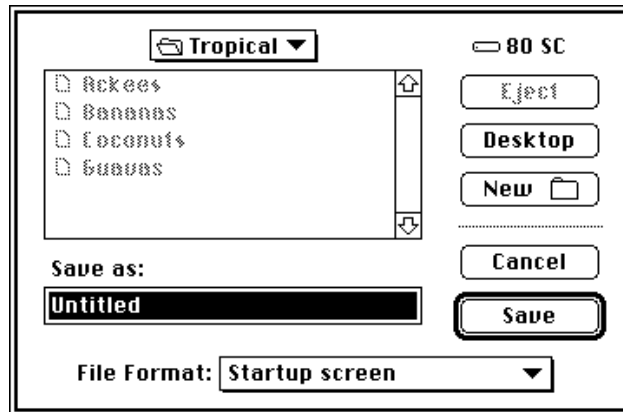 Tropical
80 SC
Ackees
Bananas
Coconuts
Guavas
Eject
Desktop
New
Save as:
Untitled
Cancel
Save
File Format: Startup screen